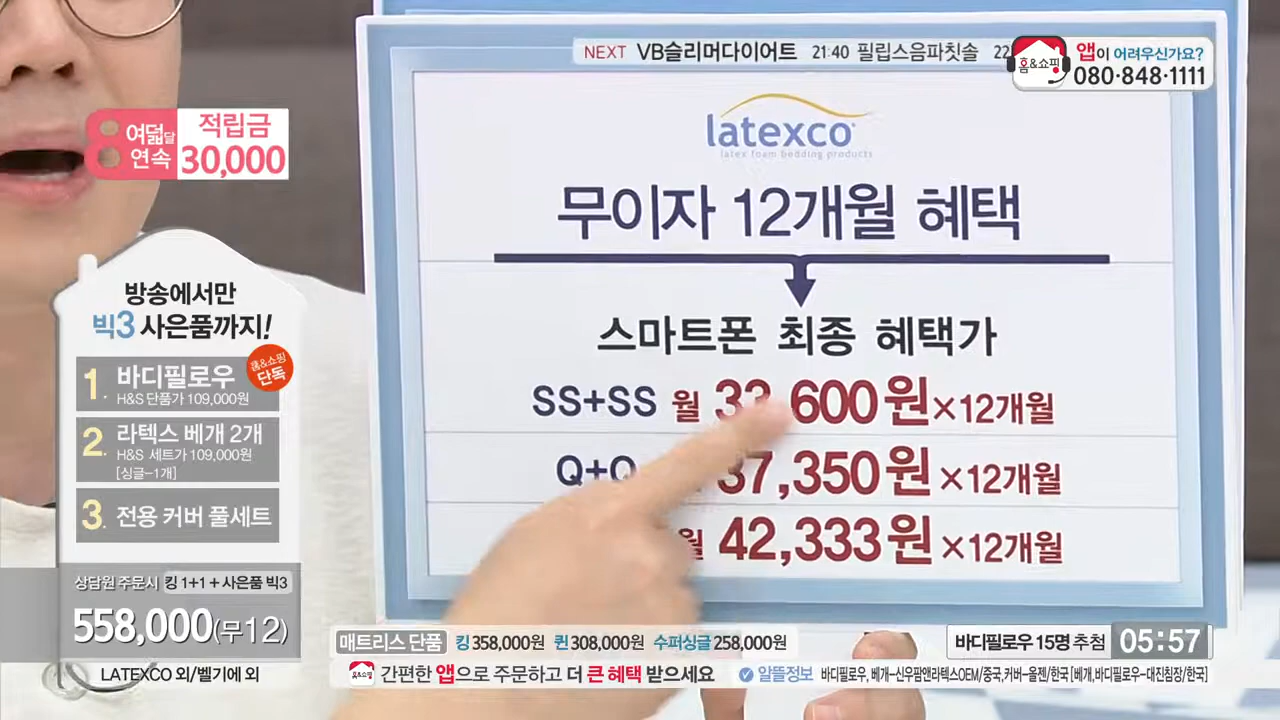 NEXT VB슬리머다이어트 21:40 필립스음파칫솔 22
홈&쇼핑
앱이 어려우신가요?
080·848·1111
8 여덟달 연속
적립금
30,000
latexco
latex foam bedding products
무이자 12개월 혜택
스마트폰 최종 혜택가
SS+SS 월 33,600원×12개월
Q+Q 37,350원×12개월
월 42,333원×12개월
방송에서만
빅3 사은품까지!
홈&쇼핑 단독
1. 바디필로우
H&S 단품가 109,000원
2. 라텍스 베개 2개
H&S 세트가 109,000원
[싱글-1개]
3. 전용 커버 풀세트
상담원 주문시 킹 1+1 + 사은품 빅3
558,000(무12)
LATEXCO 외/벨기에 외
매트리스 단품 킹 358,000원 퀸 308,000원 수퍼싱글 258,000원
바디필로우 15명 추첨 05:57
홈&쇼핑 간편한 앱으로 주문하고 더 큰 혜택 받으세요
알뜰정보 바디필로우, 베개-신우팜앤라텍스OEM/중국,커버-올젠/한국 [베개,바디필로우-대진침장/한국]